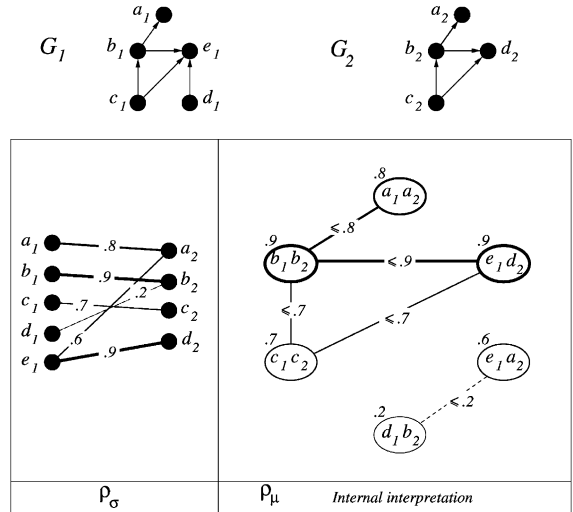 a₁
a₂
G₁
b₁
e₁
G₂
b₂
d₂
c₁
d₁
c₂
.8
a₁ a₂
⩽.8
a₁
.8
a₂
.9
b₁ b₂
⩽.9
.9
e₁ d₂
b₁
.9
.2
b₂
c₁
.7
c₂
⩽.7
⩽.7
d₁
.6
d₂
e₁
.9
.7
c₁ c₂
.6
e₁ a₂
⩽.2
.2
d₁ b₂
ρσ
ρμ
Internal interpretation